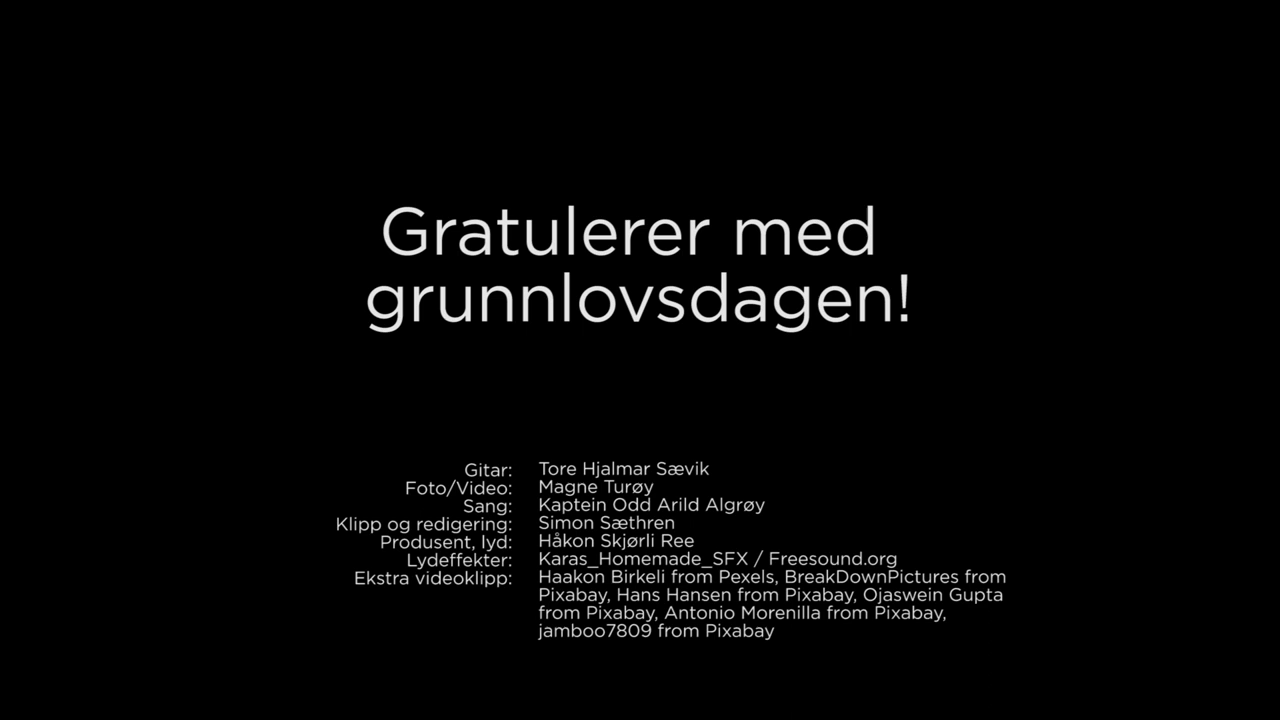 Gratulerer med
grunnlovsdagen!
Gitar: Tore Hjalmar Sævik
Foto/Video: Magne Turøy
Sang: Kaptein Odd Arild Algrøy
Klipp og redigering: Simon Sæthren
Produsent, lyd: Håkon Skjørli Ree
Lydeffekter: Karas_Homemade_SFX / Freesound.org
Ekstra videoklipp: Haakon Birkeli from Pexels, BreakDownPictures from
Pixabay, Hans Hansen from Pixabay, Ojaswein Gupta
from Pixabay, Antonio Morenilla from Pixabay,
jamboo7809 from Pixabay